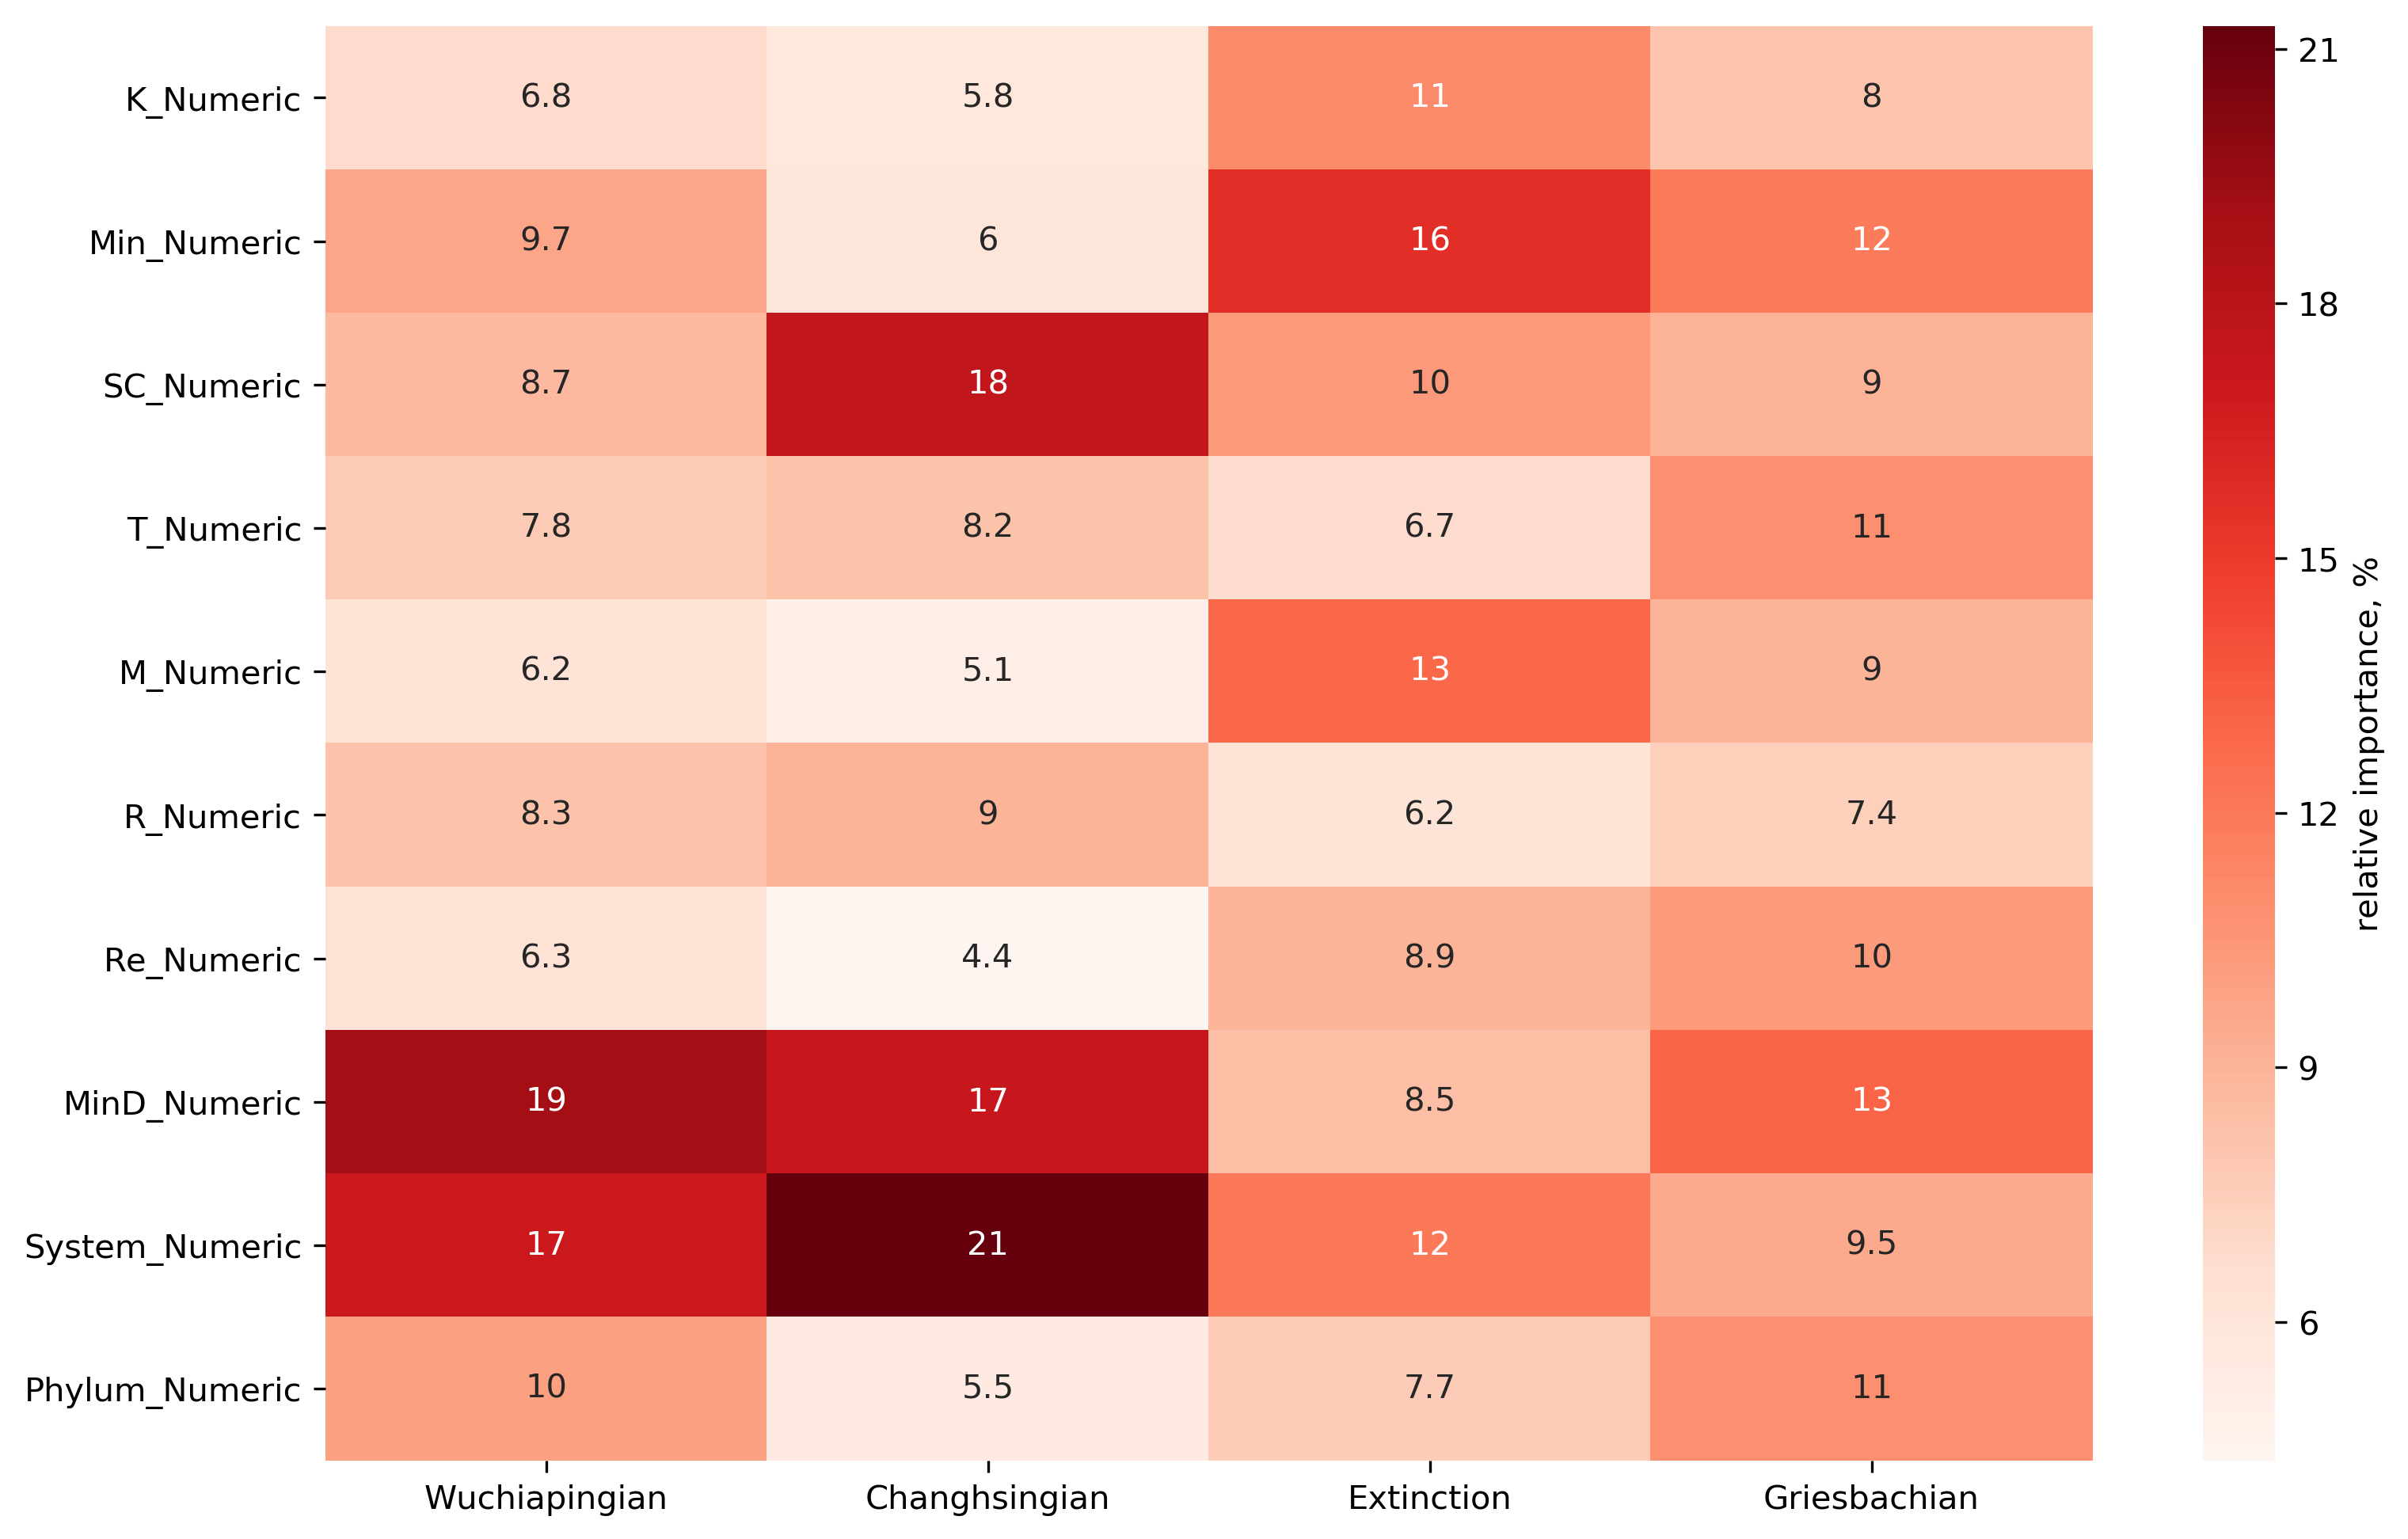 K_Numeric 6.8 5.8 11 8
Min_Numeric 9.7 6 16 12
SC_Numeric 8.7 18 10 9
T_Numeric 7.8 8.2 6.7 11
M_Numeric 6.2 5.1 13 9
R_Numeric 8.3 9 6.2 7.4
Re_Numeric 6.3 4.4 8.9 10
MinD_Numeric 19 17 8.5 13
System_Numeric 17 21 12 9.5
Phylum_Numeric 10 5.5 7.7 11
Wuchiapingian Changhsingian Extinction Griesbachian
21
18
15
12
9
6
relative importance, %